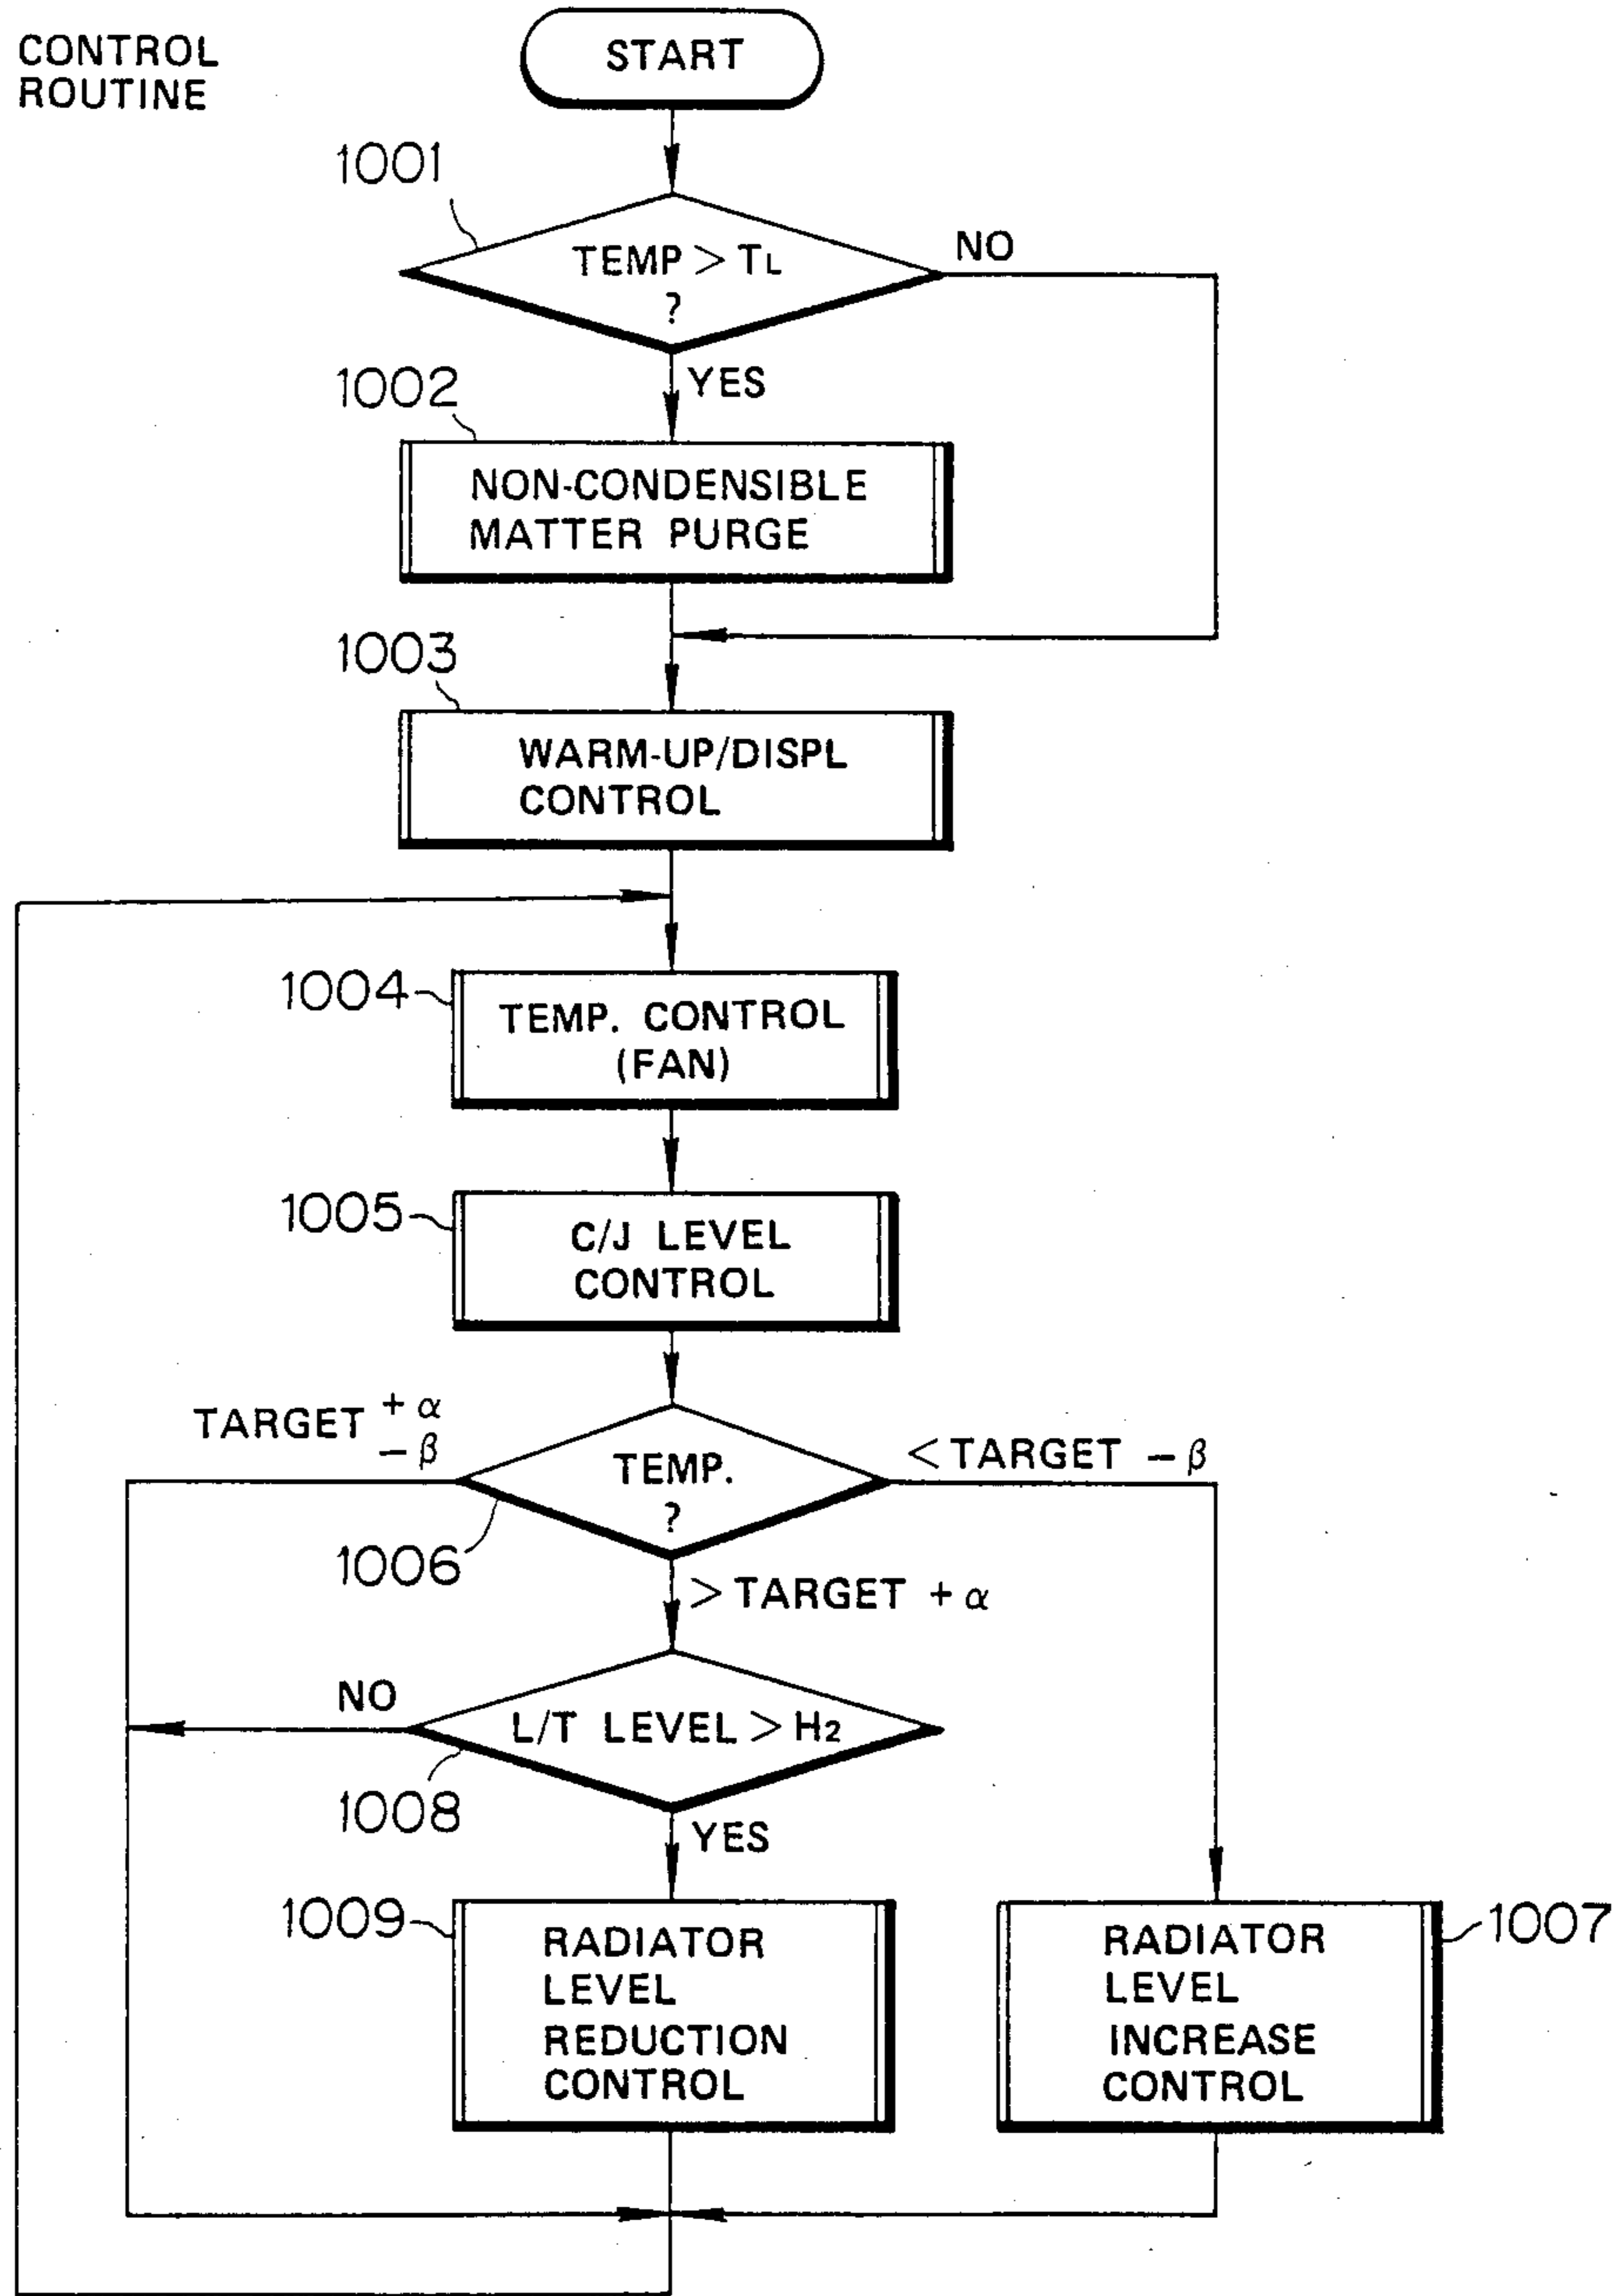 CONTROL
ROUTINE
START
1001
TEMP > TL
?
NO
YES
1002
NON-CONDENSIBLE
MATTER PURGE
1003
WARM-UP/DISPL
CONTROL
1004
TEMP. CONTROL
(FAN)
1005
C/J LEVEL
CONTROL
TARGET + α
- β
< TARGET - β
TEMP.
?
1006
> TARGET + α
NO
L/T LEVEL > H2
1008
YES
1009
RADIATOR
LEVEL
REDUCTION
CONTROL
RADIATOR
LEVEL
INCREASE
CONTROL
1007